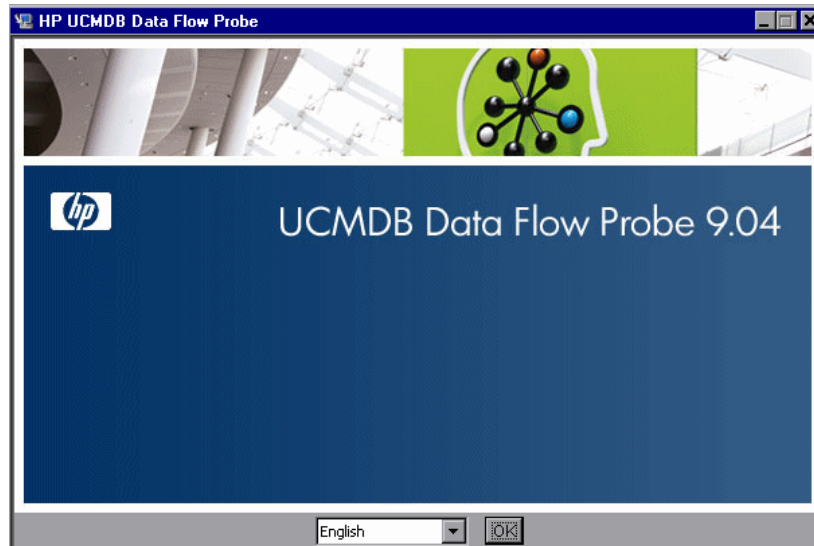 HP UCMDB Data Flow Probe
hp
UCMDB Data Flow Probe 9.04
English
OK